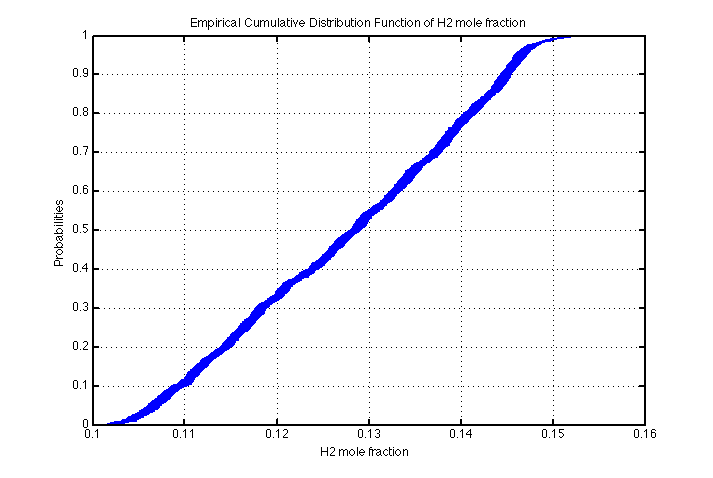 Empirical Cumulative Distribution Function of H2 mole fraction
1
0.9
0.8
0.7
0.6
0.5
0.4
0.3
0.2
0.1
0
Probabilities
0.1 0.11 0.12 0.13 0.14 0.15 0.16
H2 mole fraction